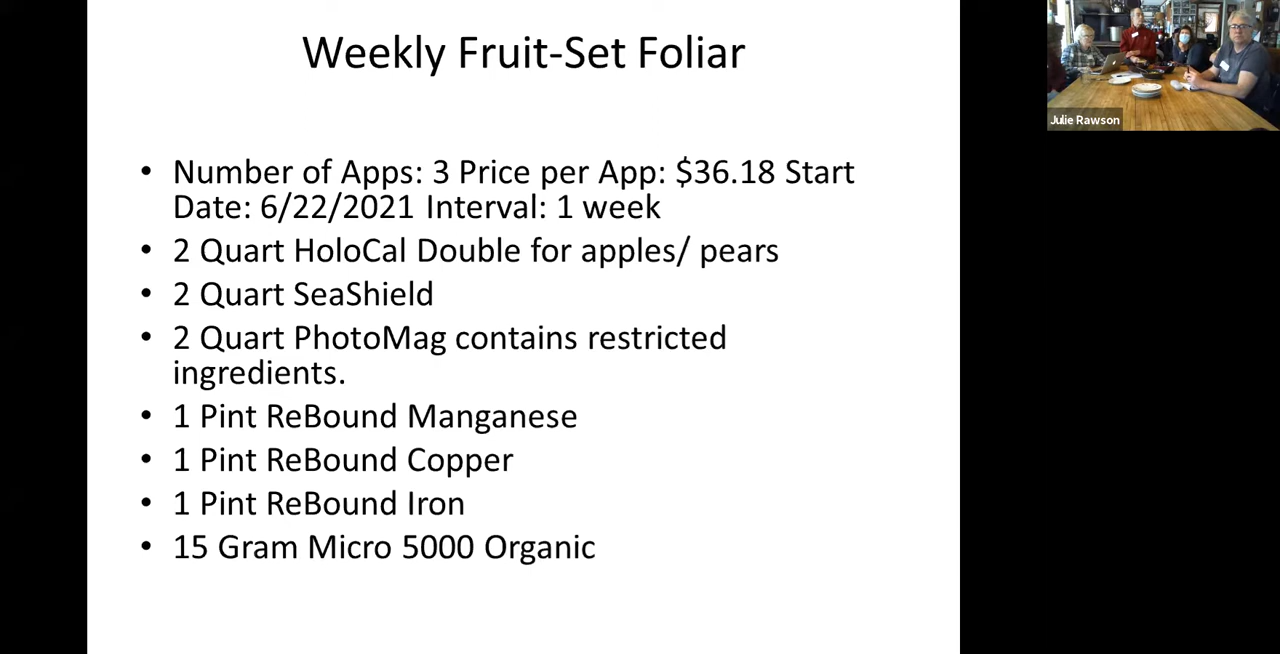 Weekly Fruit-Set Foliar
• Number of Apps: 3 Price per App: $36.18 Start
Date: 6/22/2021 Interval: 1 week
• 2 Quart HoloCal Double for apples/ pears
• 2 Quart SeaShield
• 2 Quart PhotoMag contains restricted
ingredients.
• 1 Pint ReBound Manganese
• 1 Pint ReBound Copper
• 1 Pint ReBound Iron
• 15 Gram Micro 5000 Organic
Julie Rawson